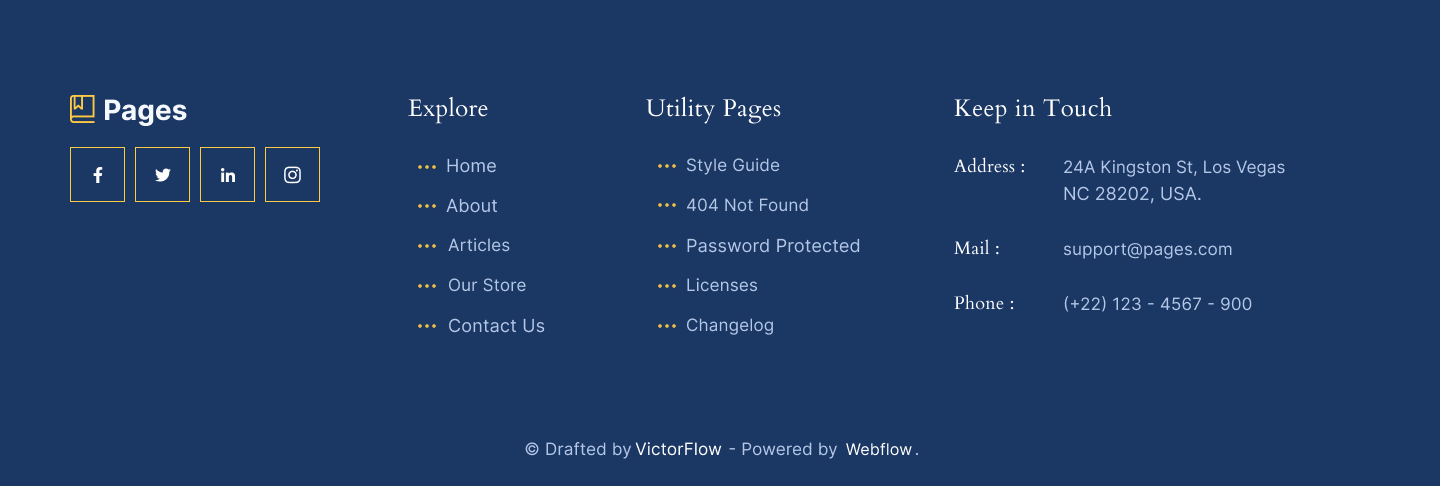 Pages
Explore
Home
About
Articles
Our Store
Contact Us
Utility Pages
Style Guide
404 Not Found
Password Protected
Licenses
Changelog
Keep in Touch
Address : 24A Kingston St, Los Vegas
NC 28202, USA.
Mail : support@pages.com
Phone : (+22) 123 - 4567 - 900
© Drafted by VictorFlow - Powered by Webflow.